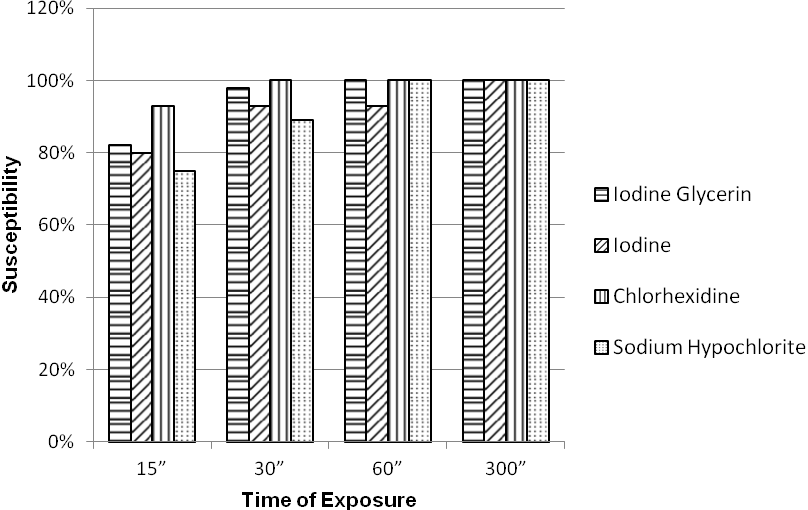 120%
100%
80%
60%
40%
20%
0%
Susceptibility
15”
30”
60”
300”
Time of Exposure
Iodine Glycerin
Iodine
Chlorhexidine
Sodium Hypochlorite